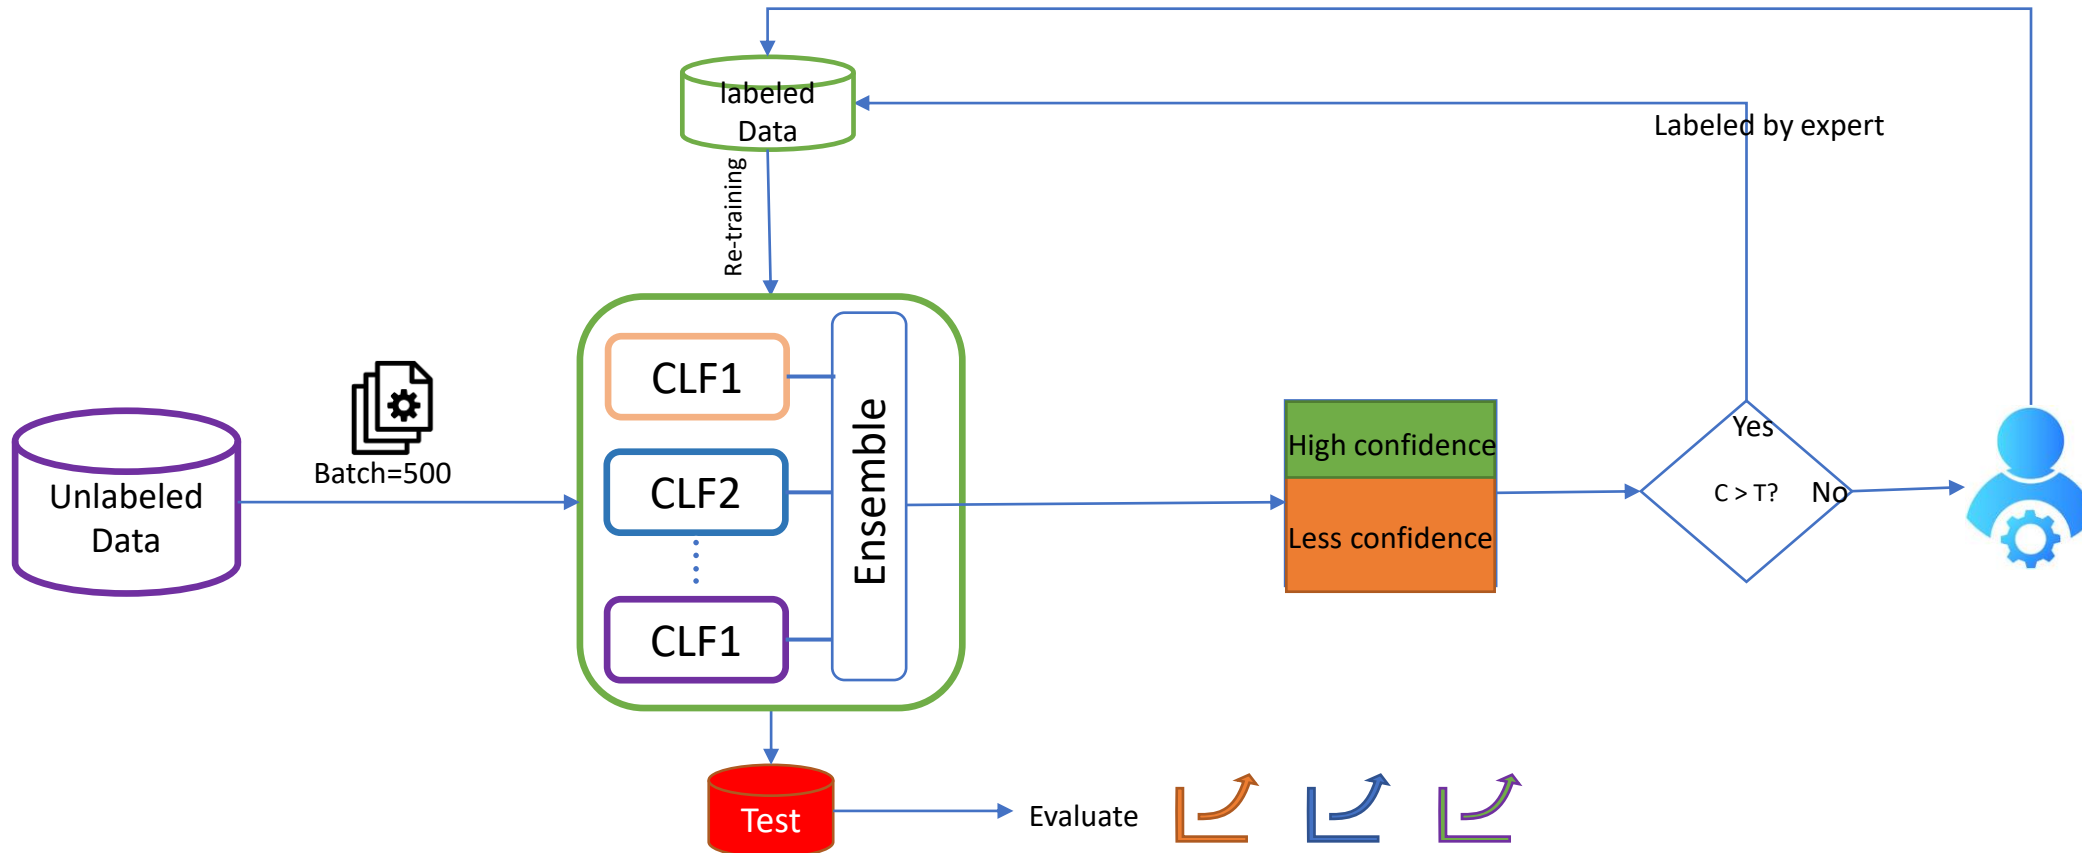 labeled
Data
Labeled by expert
Re-training
CLF1
CLF2
CLF1
Ensemble
Batch=500
Unlabeled
Data
High confidence
Less confidence
Yes
C > T?
No
Test
Evaluate